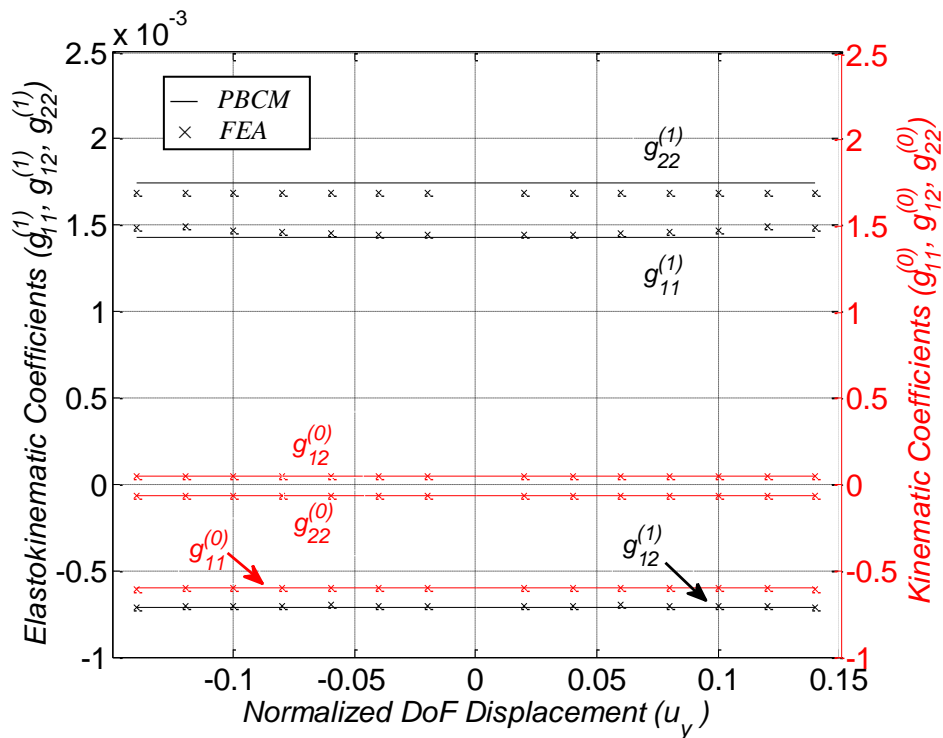 x 10^-3
2.5
2
1.5
1
0.5
0
-0.5
-1
Elastokinematic Coefficients (g11^(1), g12^(1), g22^(1))
PBCM
FEA
g22^(1)
g11^(1)
g12^(0)
g22^(0)
g11^(0)
g12^(1)
2.5
2
1.5
1
0.5
0
-0.5
-1
Kinematic Coefficients (g11^(0), g12^(0), g22^(0))
-0.1
-0.05
0
0.05
0.1
0.15
Normalized DoF Displacement (u_y)